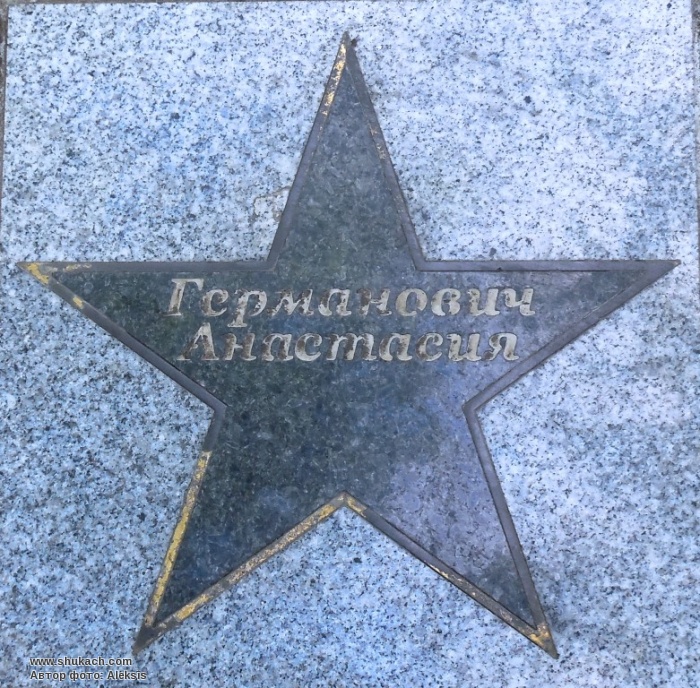 Германович
Анастасия
www.shukach.com
Автор фото: Aleksis